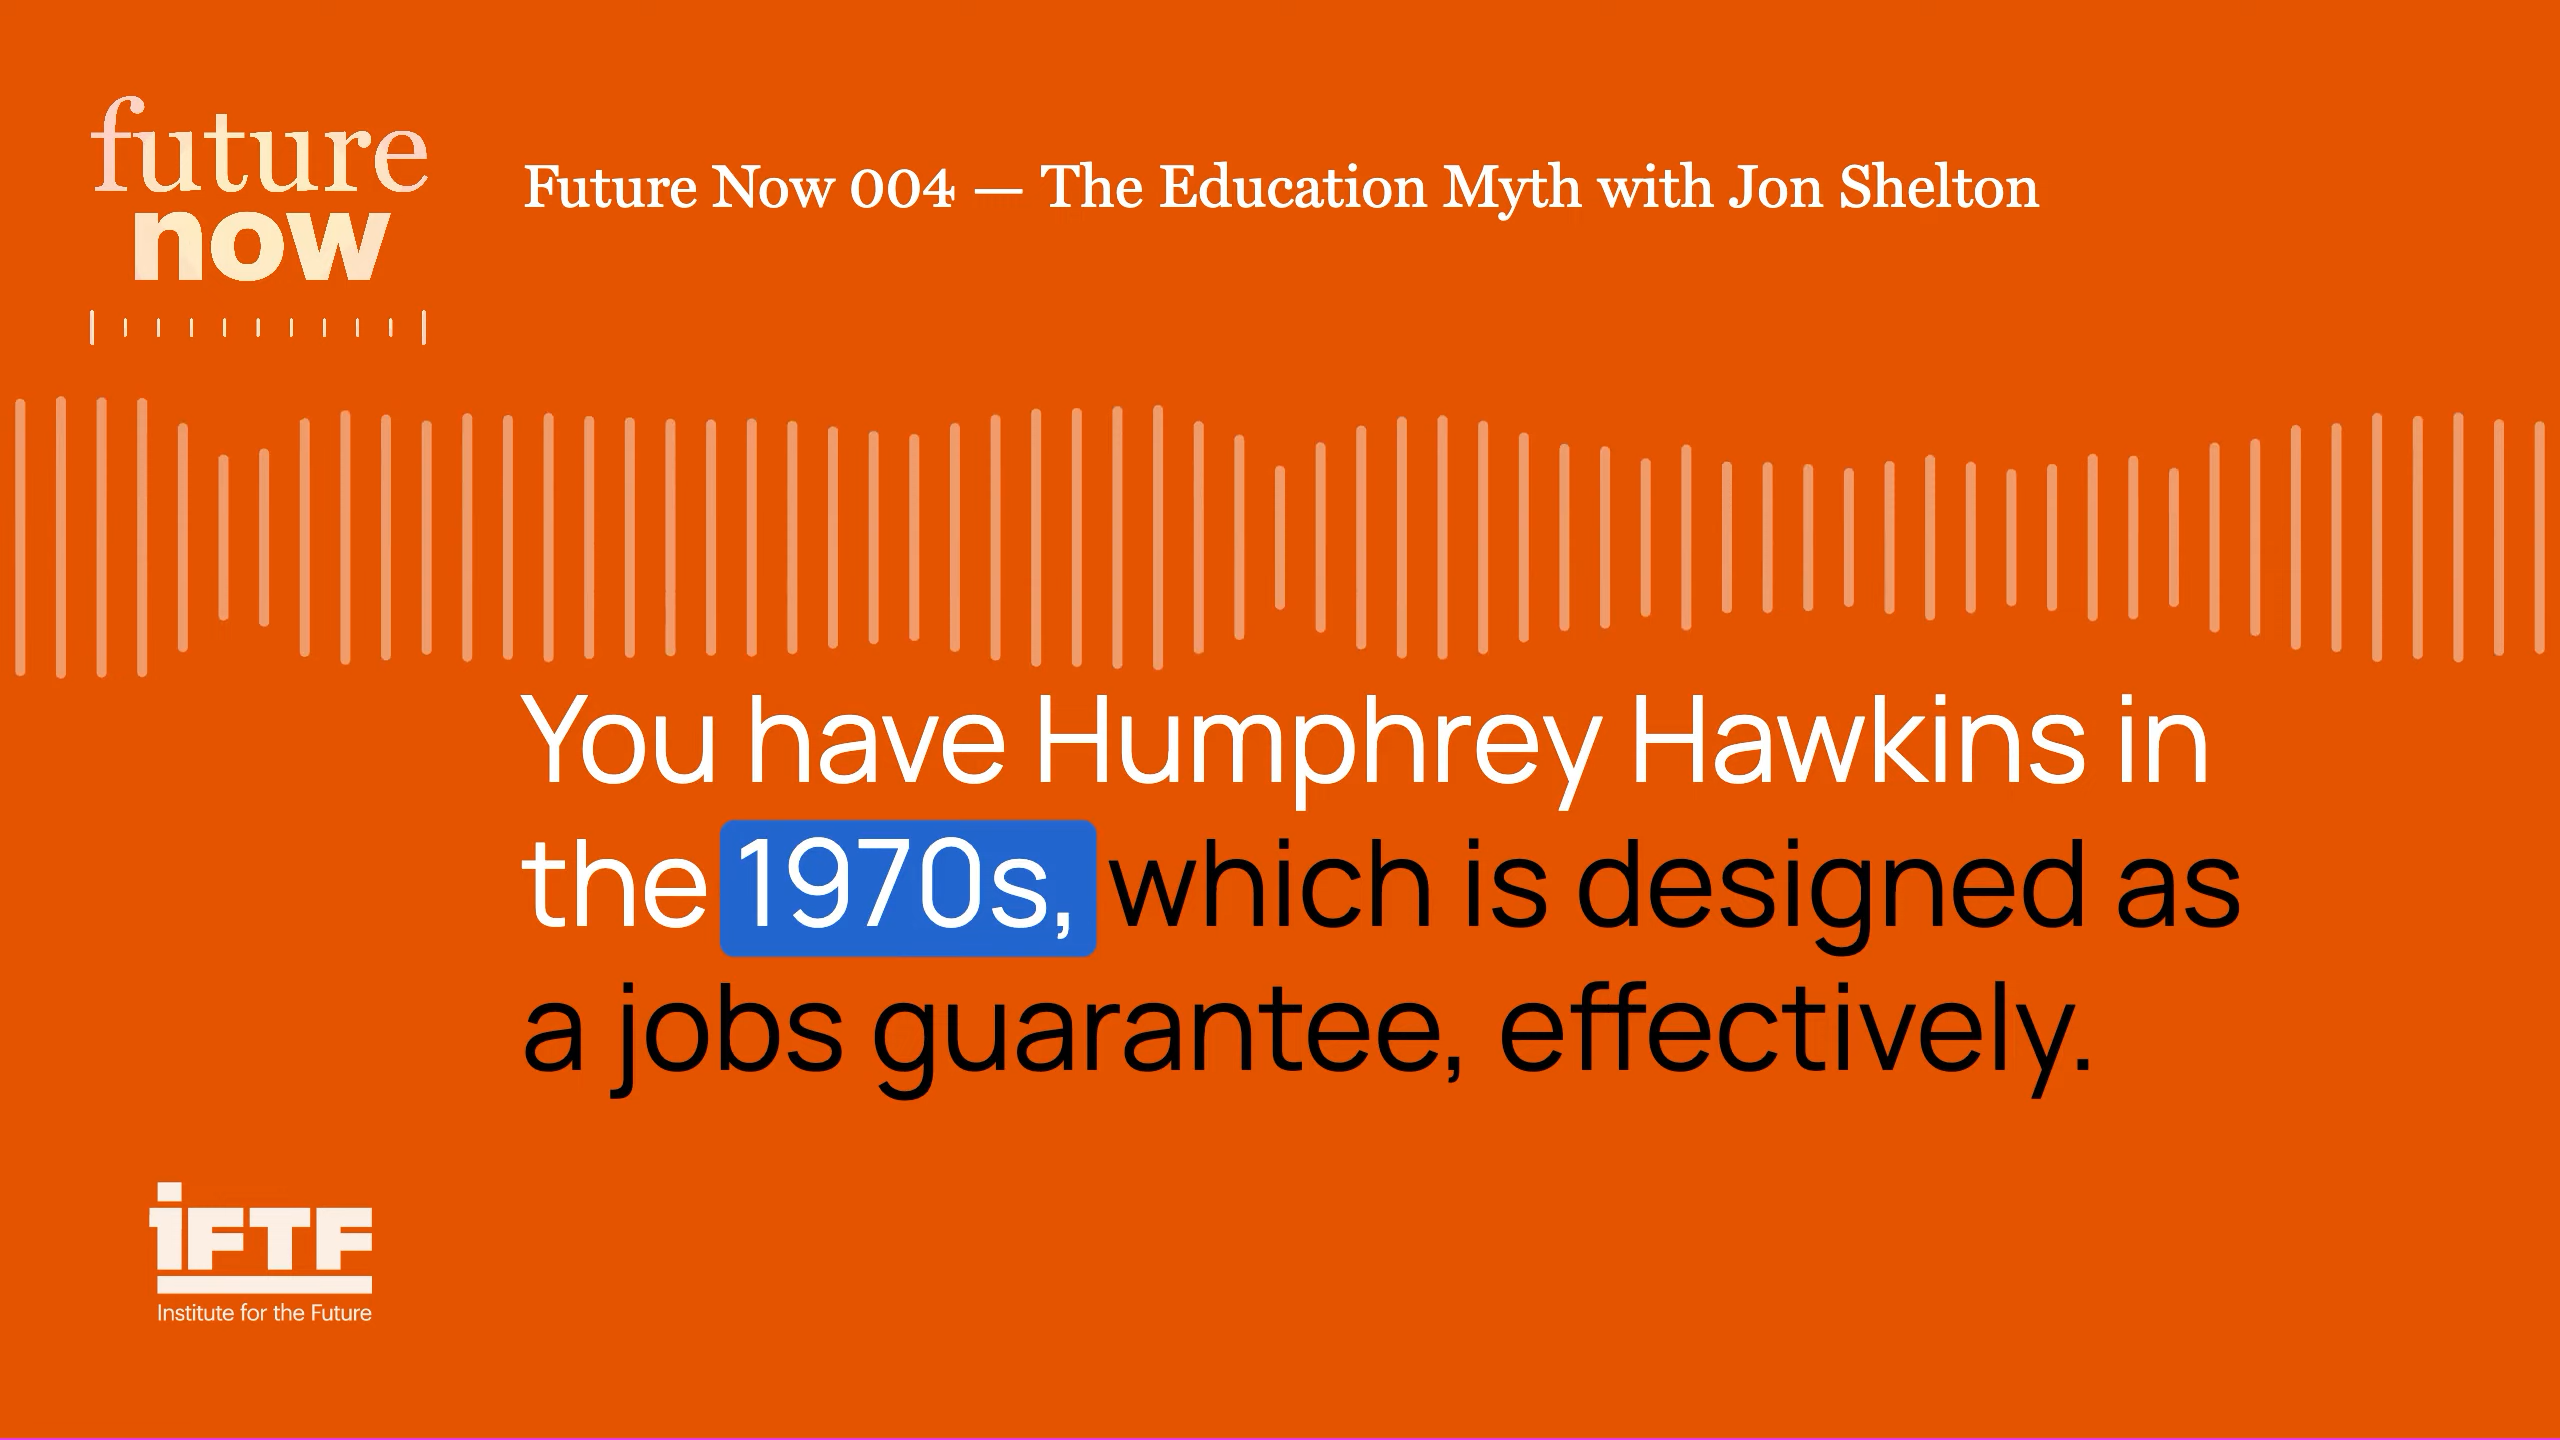 future
now
Future Now 004 — The Education Myth with Jon Shelton
You have Humphrey Hawkins in
the 1970s, which is designed as
a jobs guarantee, effectively.
iFTF
Institute for the Future